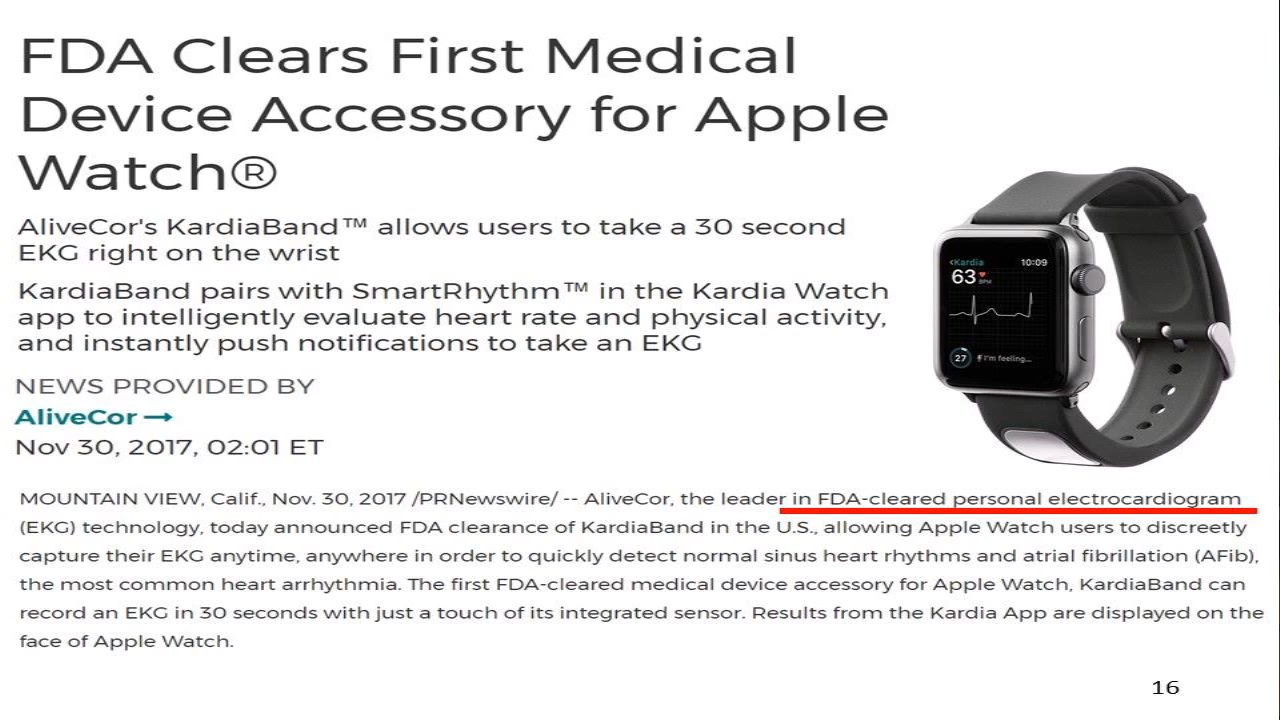 FDA Clears First Medical
Device Accessory for Apple
Watch®
AliveCor's KardiaBand™ allows users to take a 30 second
EKG right on the wrist
KardiaBand pairs with SmartRhythm™ in the Kardia Watch
app to intelligently evaluate heart rate and physical activity,
and instantly push notifications to take an EKG
NEWS PROVIDED BY
AliveCor→
Nov 30, 2017, 02:01 ET
<Kardia 10:09
63 ♥ BPM
27 I'm feeling...
MOUNTAIN VIEW, Calif., Nov. 30, 2017 /PRNewswire/ -- AliveCor, the leader in FDA-cleared personal electrocardiogram
(EKG) technology, today announced FDA clearance of KardiaBand in the U.S., allowing Apple Watch users to discreetly
capture their EKG anytime, anywhere in order to quickly detect normal sinus heart rhythms and atrial fibrillation (AFib),
the most common heart arrhythmia. The first FDA-cleared medical device accessory for Apple Watch, KardiaBand can
record an EKG in 30 seconds with just a touch of its integrated sensor. Results from the Kardia App are displayed on the
face of Apple Watch.
16